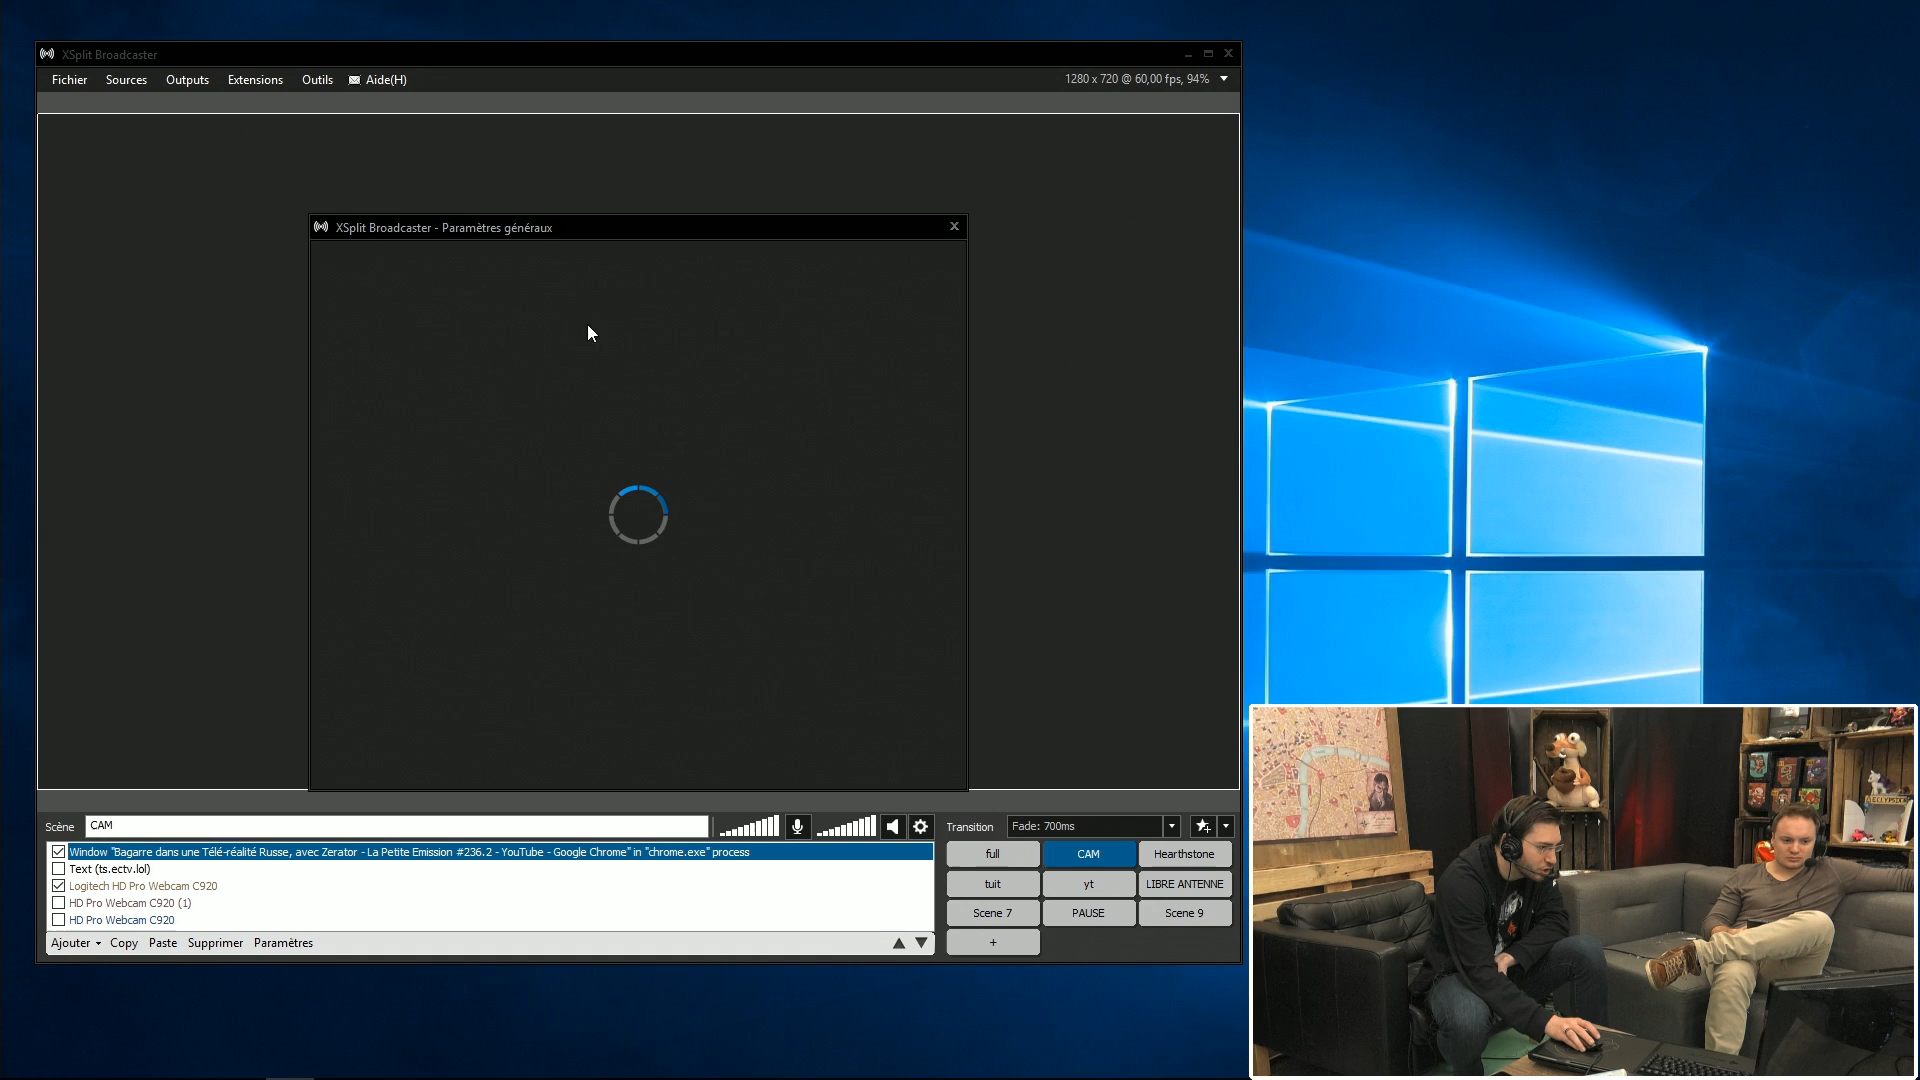 XSplit Broadcaster
Fichier Sources Outputs Extensions Outils Aide(H) 1280 x 720 @ 60,00 fps, 94%
XSplit Broadcaster - Paramètres généraux
Scène CAM Transition Fade: 700ms
Window "Bagarre dans une Télé-réalité Russe, avec Zerator - La Petite Emission #236.2 - YouTube - Google Chrome" in "chrome.exe" process
Text (ts.ectv.lol)
Logitech HD Pro Webcam C920
HD Pro Webcam C920 (1)
HD Pro Webcam C920
Ajouter Copy Paste Supprimer Paramètres
full CAM Hearthstone
tuit yt LIBRE ANTENNE
Scene 7 PAUSE Scene 9
+